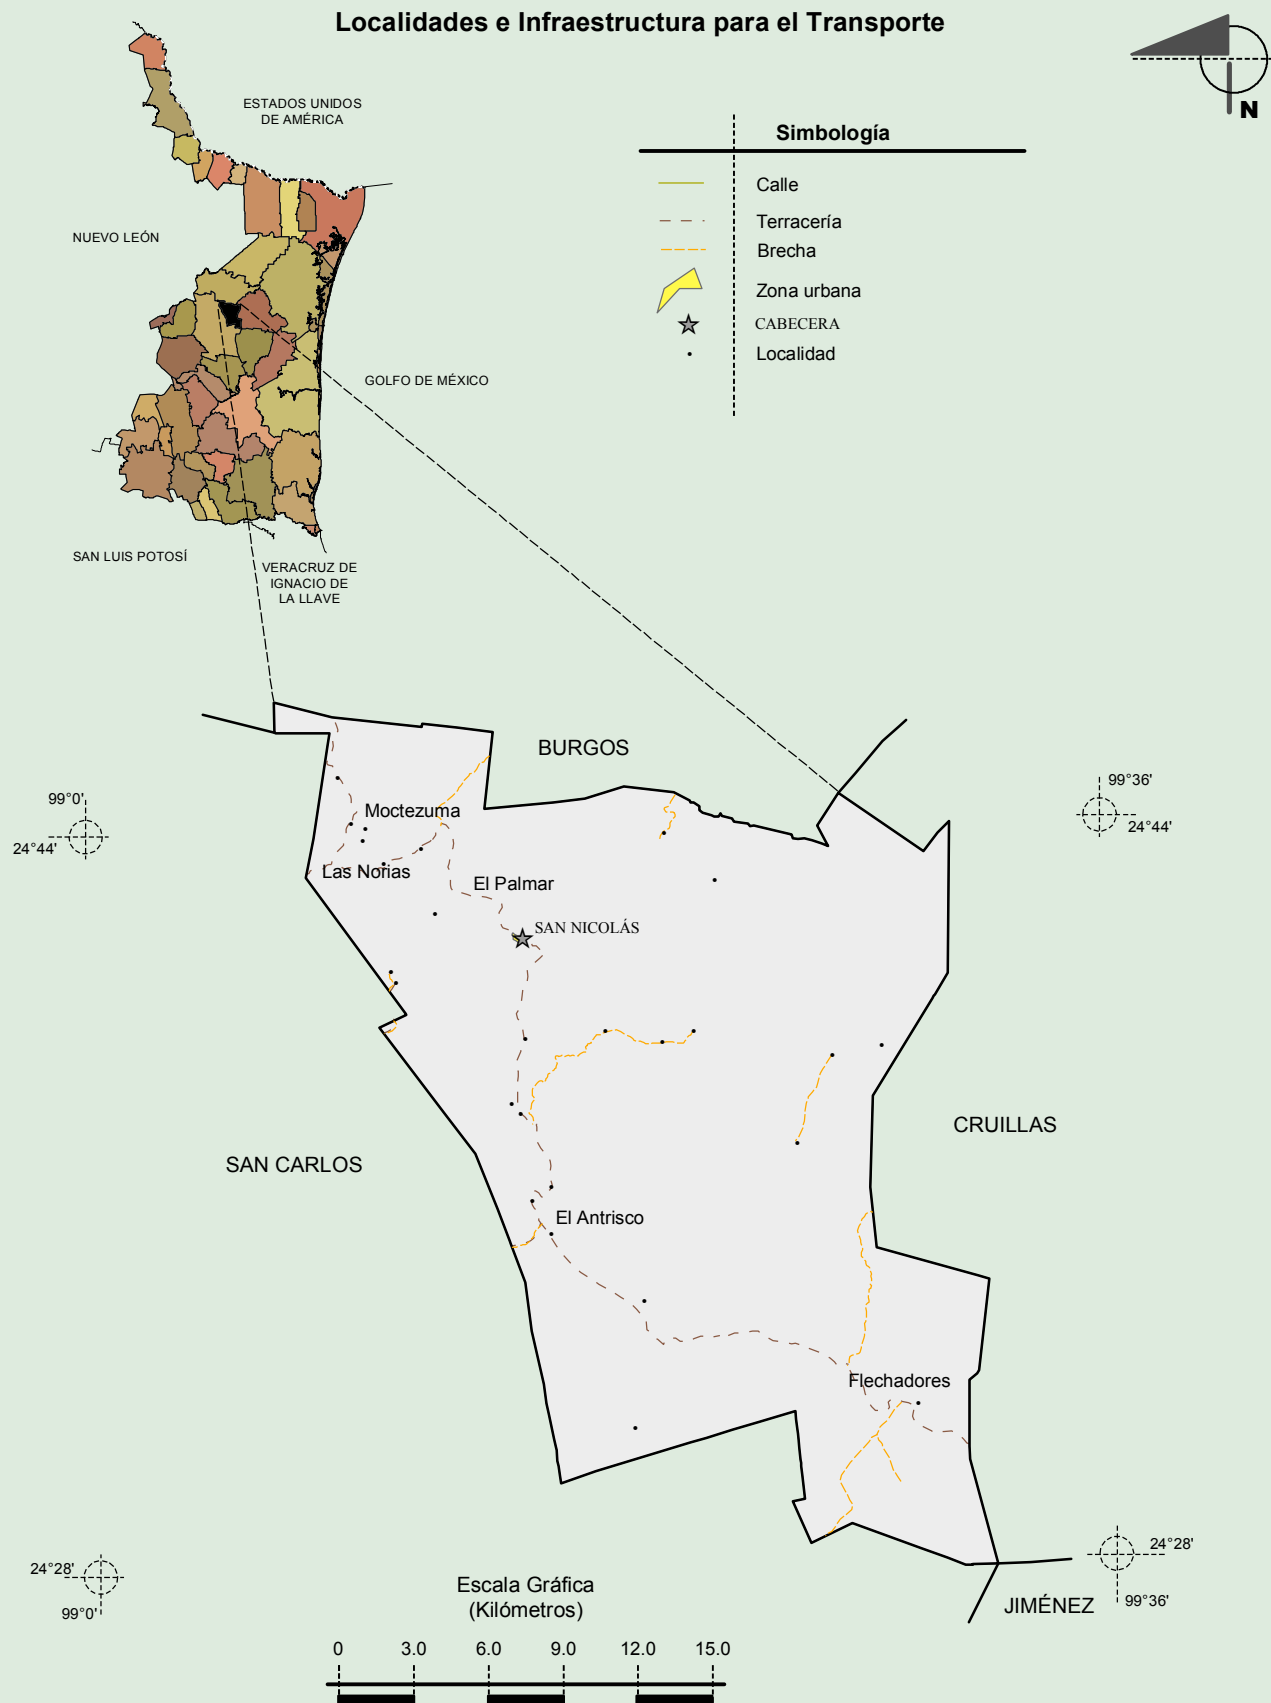 Localidades e Infraestructura para el Transporte
N
ESTADOS UNIDOS
DE AMÉRICA
NUEVO LEÓN
GOLFO DE MÉXICO
SAN LUIS POTOSÍ
VERACRUZ DE
IGNACIO DE
LA LLAVE
Simbología
Calle
Terracería
Brecha
Zona urbana
CABECERA
Localidad
BURGOS
99°0'
24°44'
99°36'
24°44'
Moctezuma
Las Norias
El Palmar
SAN NICOLÁS
CRUILLAS
SAN CARLOS
El Antrisco
Flechadores
24°28'
99°0'
24°28'
99°36'
JIMÉNEZ
Escala Gráfica
(Kilómetros)
0 3.0 6.0 9.0 12.0 15.0